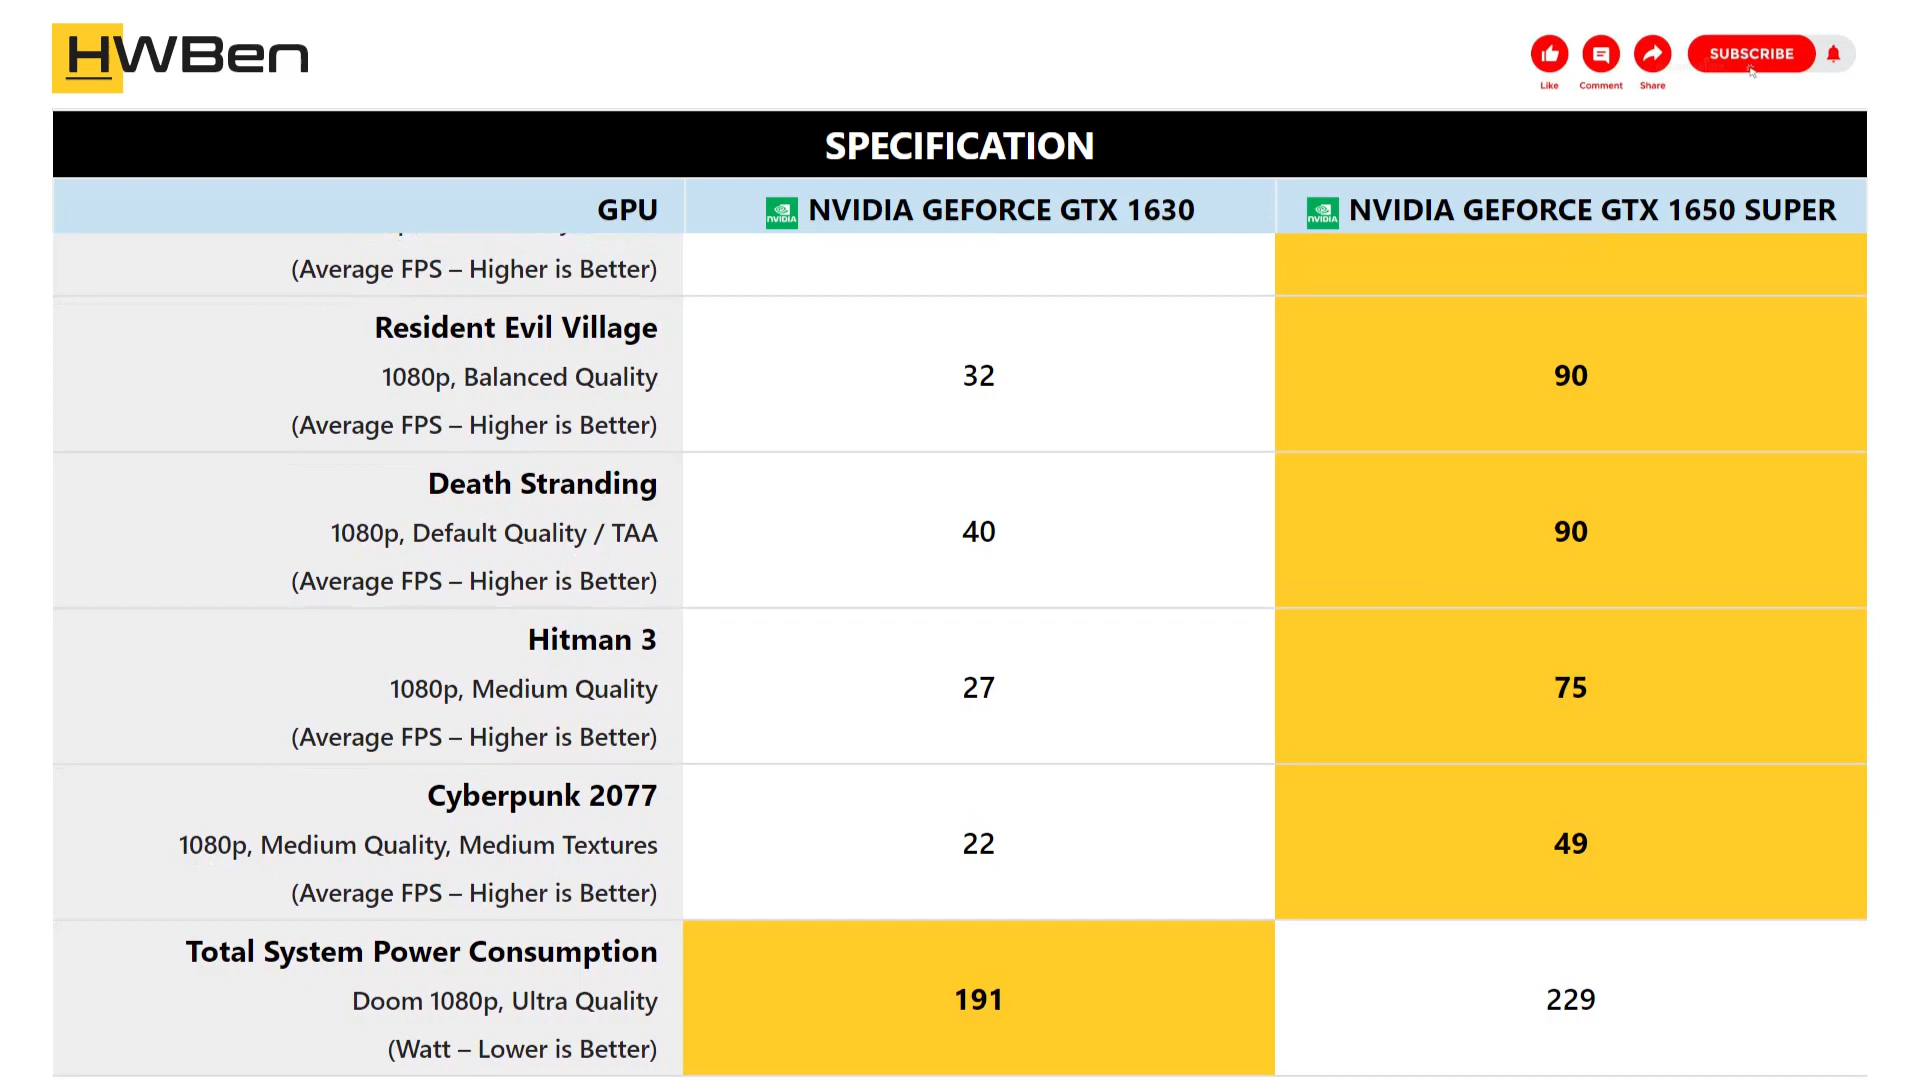 HWBen
Like
Comment
Share
SUBSCRIBE
SPECIFICATION
GPU
NVIDIA NVIDIA GEFORCE GTX 1630
NVIDIA NVIDIA GEFORCE GTX 1650 SUPER
(Average FPS – Higher is Better)
Resident Evil Village
1080p, Balanced Quality
(Average FPS – Higher is Better)
32
90
Death Stranding
1080p, Default Quality / TAA
(Average FPS – Higher is Better)
40
90
Hitman 3
1080p, Medium Quality
(Average FPS – Higher is Better)
27
75
Cyberpunk 2077
1080p, Medium Quality, Medium Textures
(Average FPS – Higher is Better)
22
49
Total System Power Consumption
Doom 1080p, Ultra Quality
(Watt – Lower is Better)
191
229